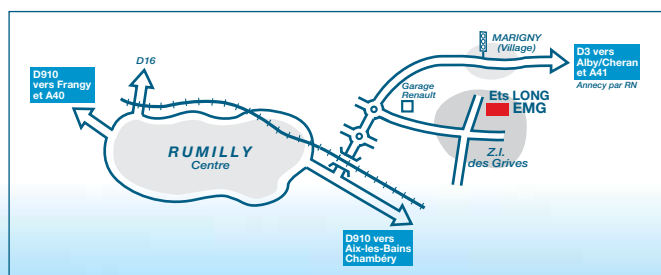 D910
vers Frangy
et A40
D16
RUMILLY
Centre
Garage
Renault
MARIGNY
(Village)
D3 vers
Alby/Cheran
et A41
Annecy par RN
Ets LONG
EMG
Z.I.
des Grives
D910 vers
Aix-les-Bains
Chambéry